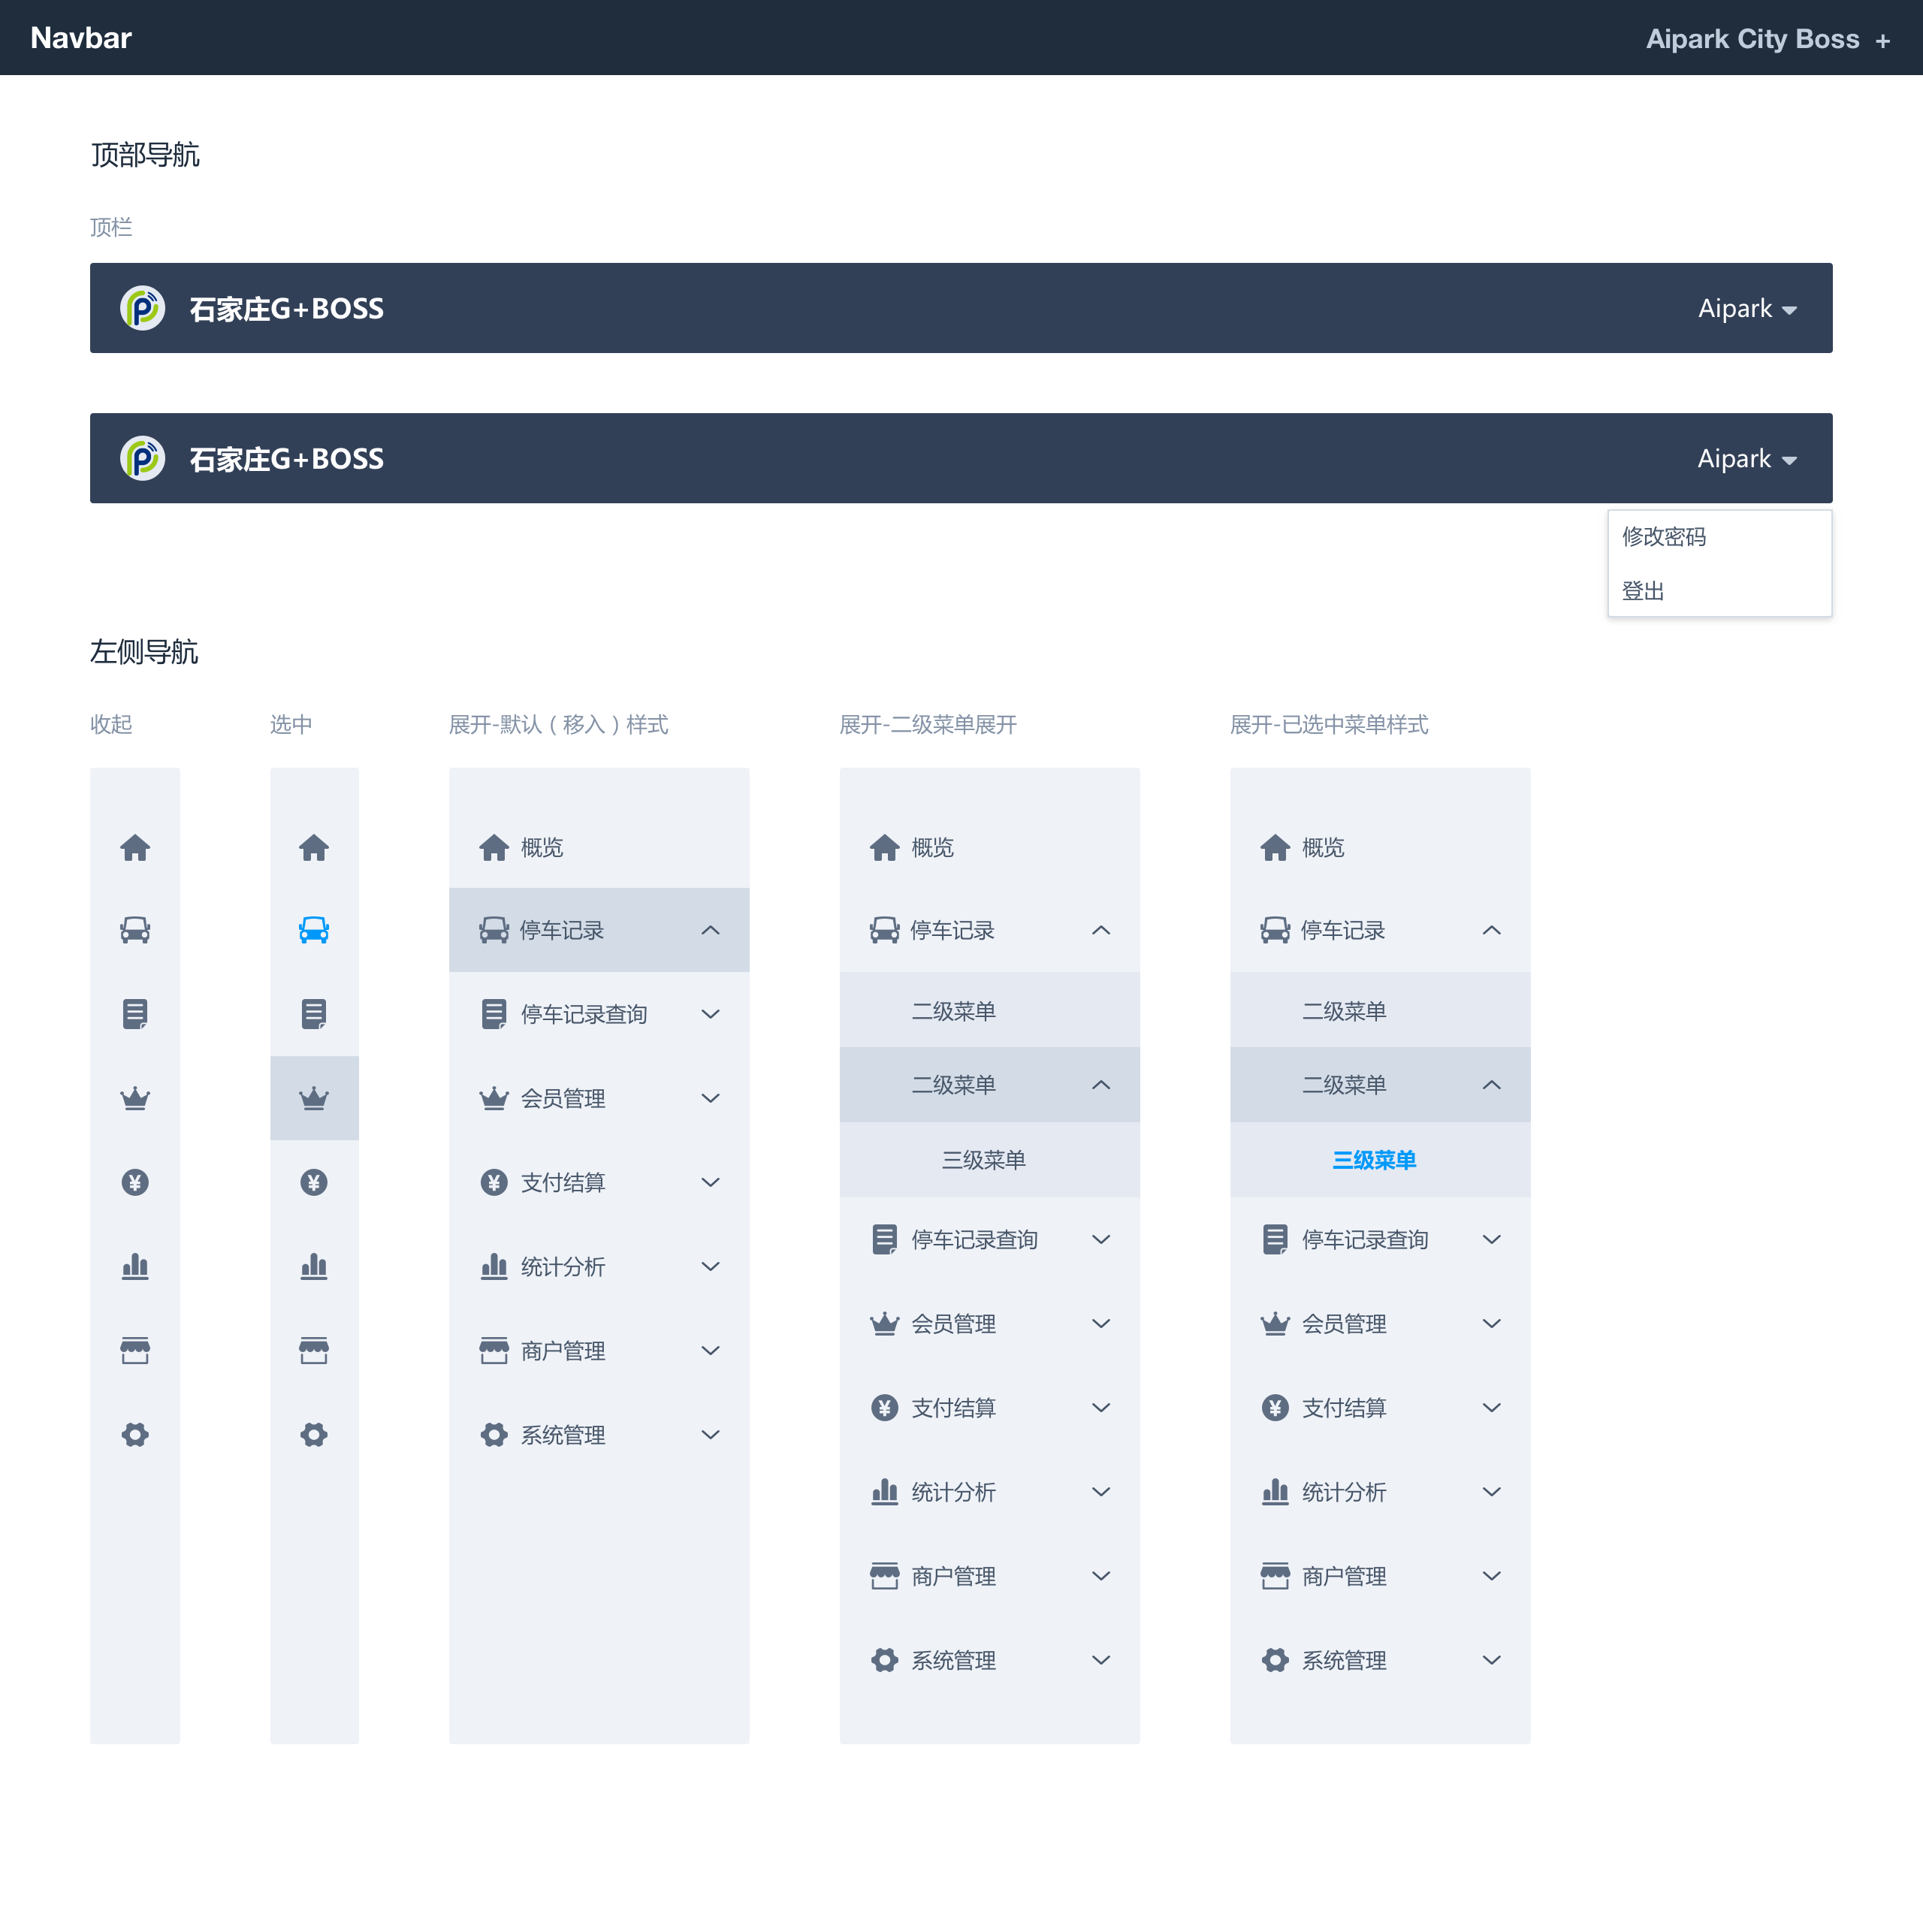 Navbar
Aipark City Boss +
顶部导航
顶栏
石家庄G+BOSS
Aipark
石家庄G+BOSS
Aipark
修改密码
登出
左侧导航
收起
选中
展开-默认（移入）样式
概览
停车记录
停车记录查询
会员管理
支付结算
统计分析
商户管理
系统管理
展开-二级菜单展开
概览
停车记录
二级菜单
二级菜单
三级菜单
停车记录查询
会员管理
支付结算
统计分析
商户管理
系统管理
展开-已选中菜单样式
概览
停车记录
二级菜单
二级菜单
三级菜单
停车记录查询
会员管理
支付结算
统计分析
商户管理
系统管理